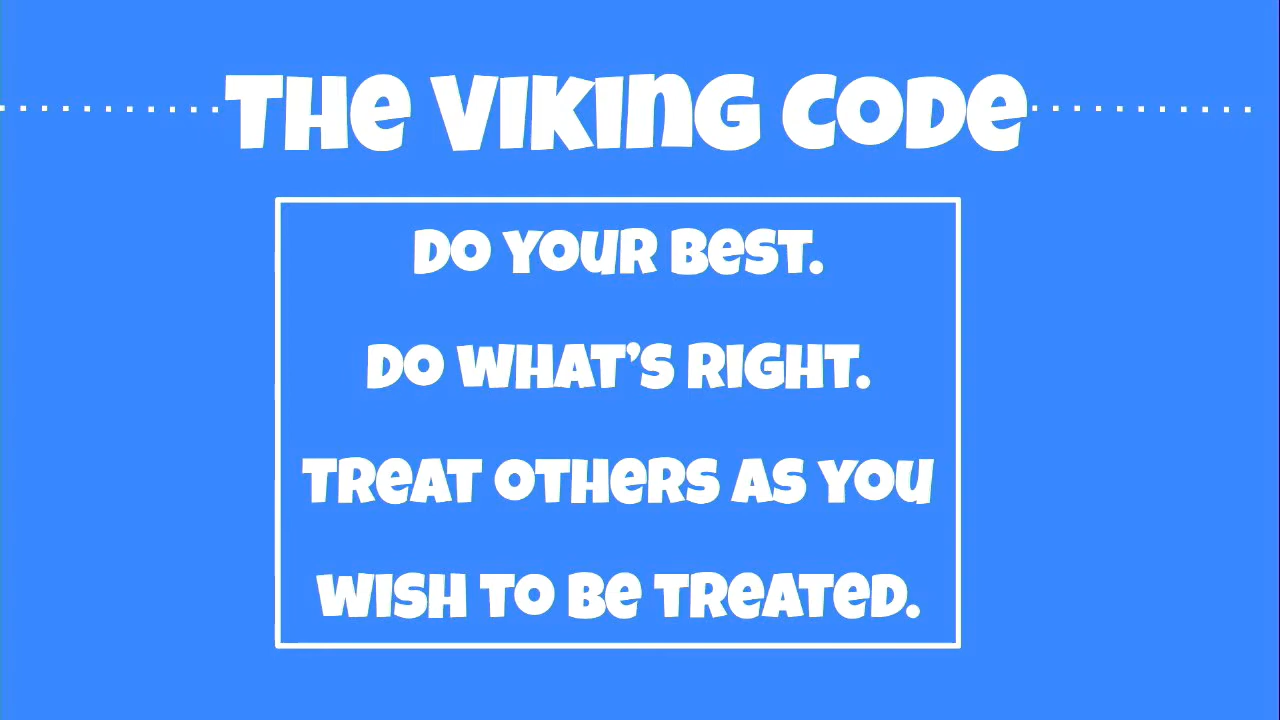 THE VIKING CODE
DO YOUR BEST.
DO WHAT'S RIGHT.
TREAT OTHERS AS YOU
WISH TO BE TREATED.